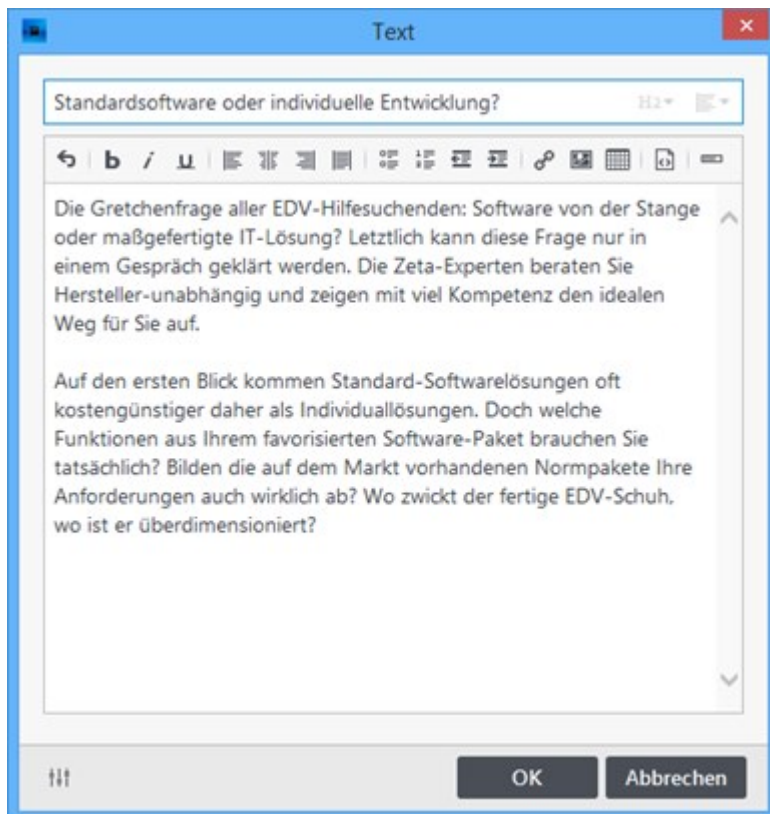 Text
Standardsoftware oder individuelle Entwicklung?
H2
b i u
Die Gretchenfrage aller EDV-Hilfesuchenden: Software von der Stange
oder maßgefertigte IT-Lösung? Letztlich kann diese Frage nur in
einem Gespräch geklärt werden. Die Zeta-Experten beraten Sie
Hersteller-unabhängig und zeigen mit viel Kompetenz den idealen
Weg für Sie auf.
Auf den ersten Blick kommen Standard-Softwarelösungen oft
kostengünstiger daher als Individuallösungen. Doch welche
Funktionen aus Ihrem favorisierten Software-Paket brauchen Sie
tatsächlich? Bilden die auf dem Markt vorhandenen Normpakete Ihre
Anforderungen auch wirklich ab? Wo zwickt der fertige EDV-Schuh,
wo ist er überdimensioniert?
OK Abbrechen